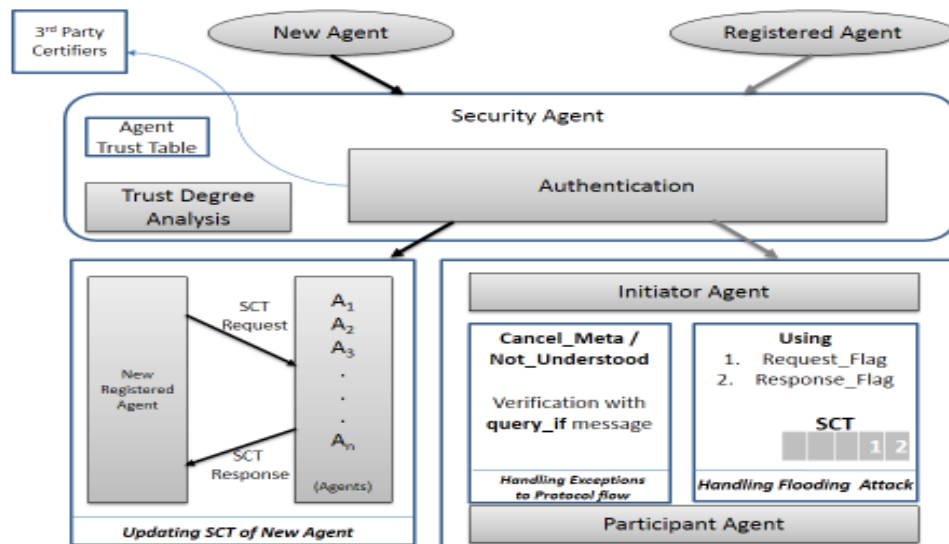 3rd Party
Certifiers
New Agent
Registered Agent
Security Agent
Agent
Trust Table
Authentication
Trust Degree
Analysis
New
Registered
Agent
SCT
Request
SCT
Response
A1
A2
A3
.
.
.
.
An
(Agents)
Updating SCT of New Agent
Initiator Agent
Cancel_Meta /
Not_Understood
Verification with
query_if message
Handling Exceptions
to Protocol flow
Using
1. Request_Flag
2. Response_Flag
SCT
1 2
Handling Flooding Attack
Participant Agent